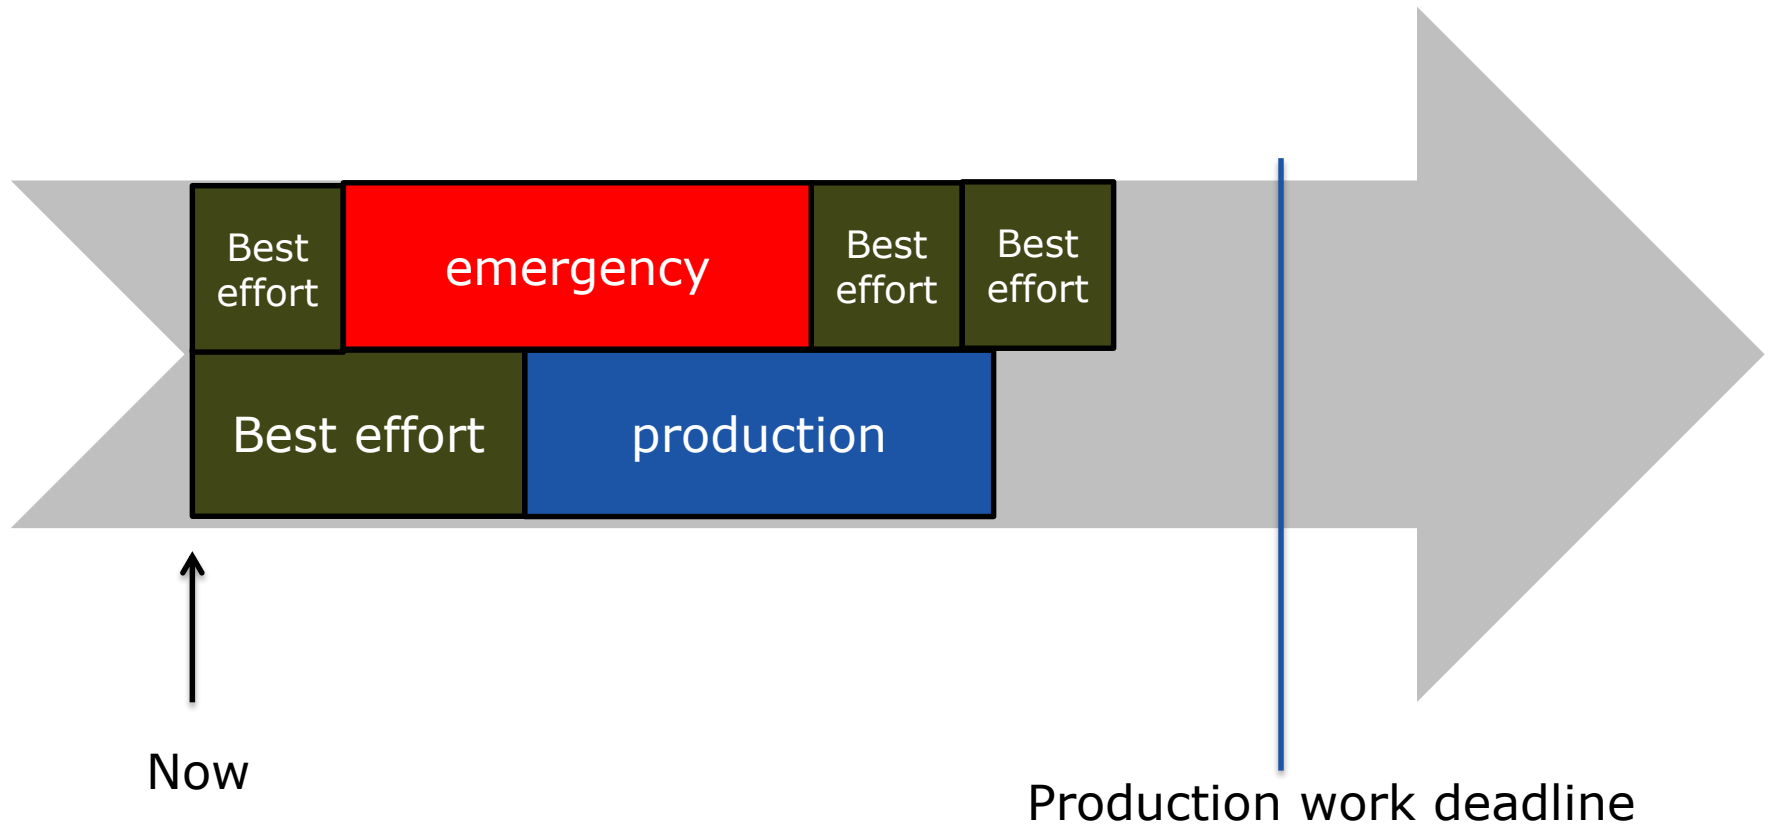 Best
effort
emergency
Best
effort
Best
effort
Best effort
production
Now
Production work deadline